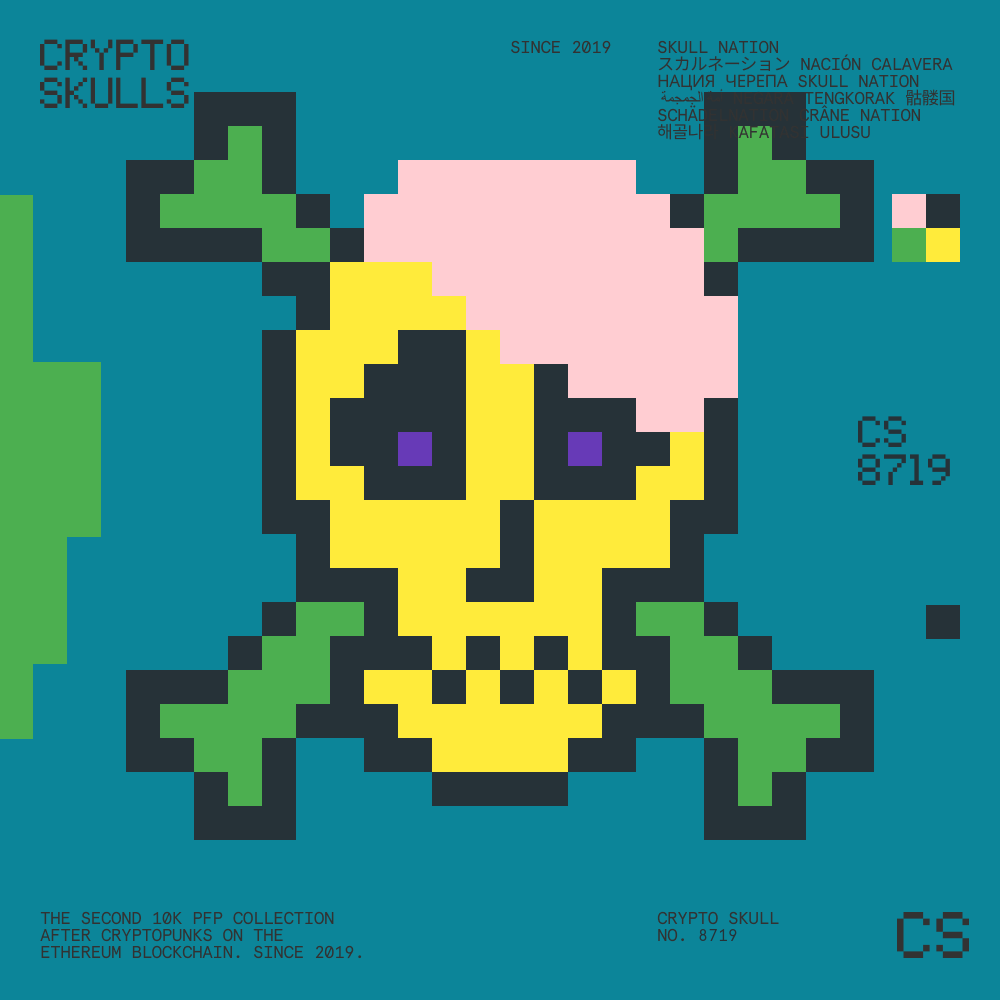 CRYPTO
SKULLS
SINCE 2019
SKULL NATION
スカルネーション NACIÓN CALAVERA
НАЦИЯ ЧЕРЕПА SKULL NATION
TENGKORAK 骷髅国
CRÂNE NATION
해골나 ULUSU
CS
8719
THE SECOND 10K PFP COLLECTION
AFTER CRYPTOPUNKS ON THE
ETHEREUM BLOCKCHAIN. SINCE 2019.
CRYPTO SKULL
NO. 8719
CS